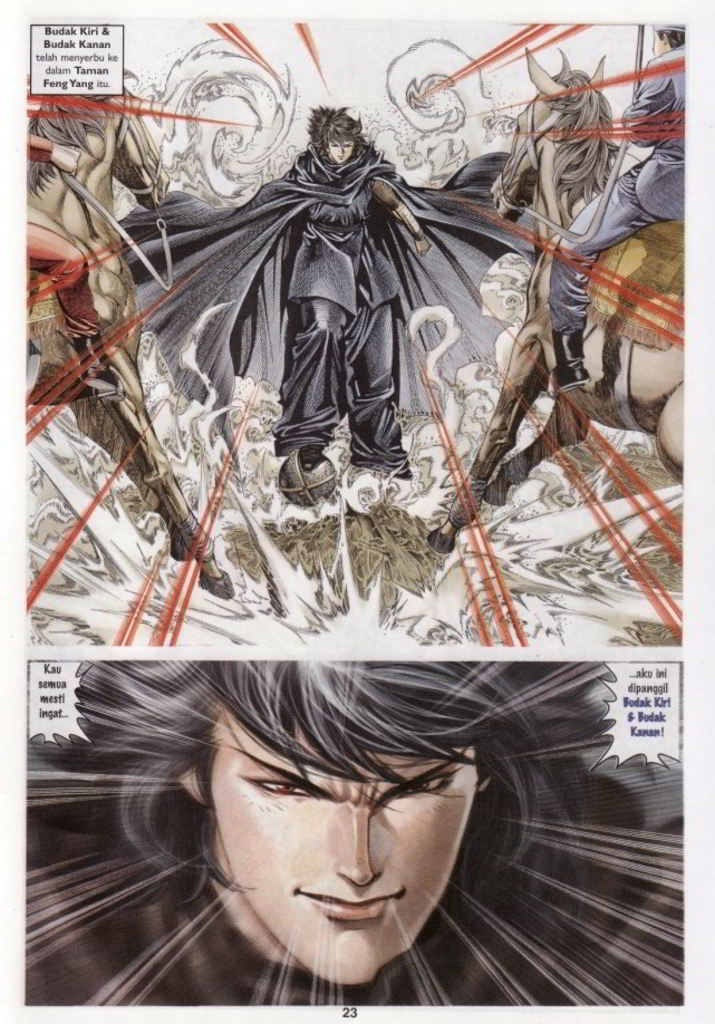 Budak Kiri &
Budak Kanan
telah menyerbu ke
dalam Taman
Feng Yang itu.
Kau
semua
mesti
ingat...
...aku ini
dipanggil
Budak Kiri
& Budak
Kanan!
23